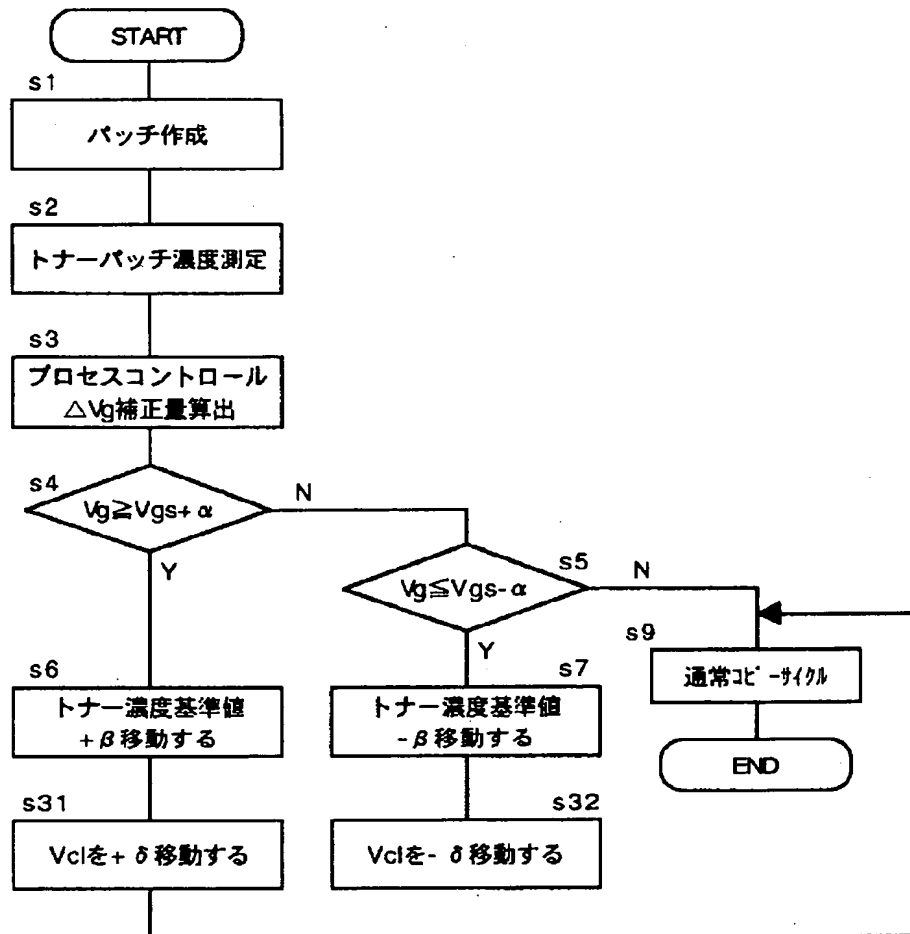 START
s1
パッチ作成
s2
トナーパッチ濃度測定
s3
プロセスコントロール
△Vg補正量算出
s4
Vg≧Vgs+α
N
Y
s5
Vg≦Vgs-α
N
Y
s6
トナー濃度基準値
+β移動する
s7
トナー濃度基準値
-β移動する
s9
通常コピーサイクル
END
s31
Vclを+δ移動する
s32
Vclを-δ移動する